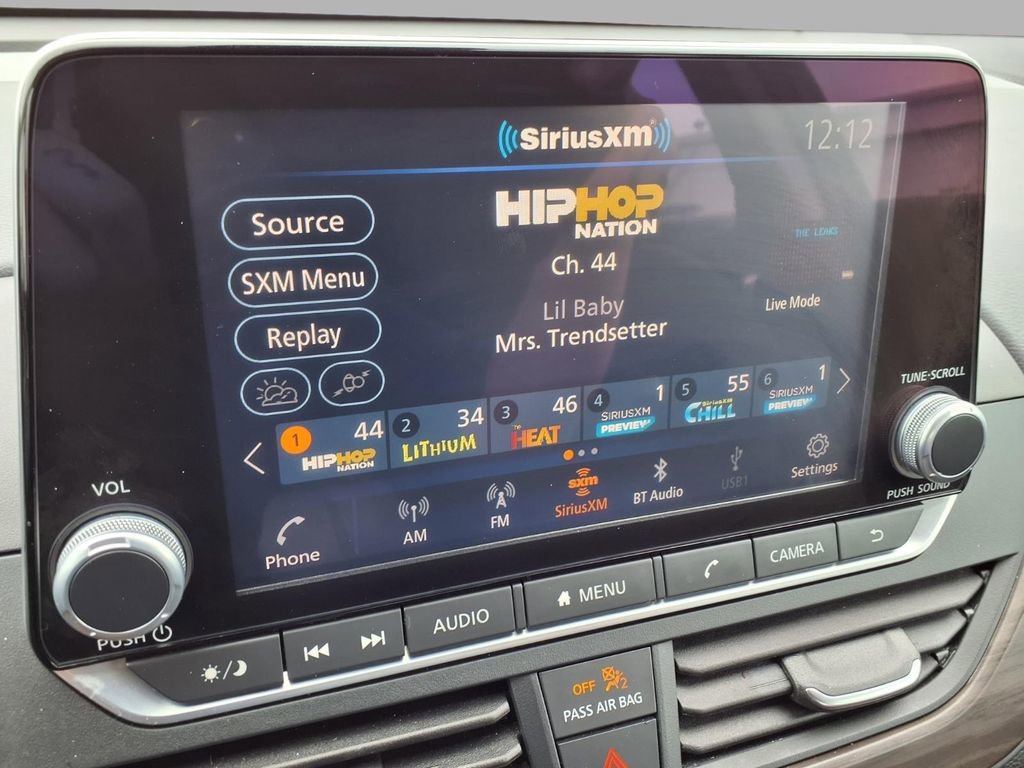 SiriusXm
12:12
Source
HIPHOP
NATION
THE LEAKS
Ch. 44
SXM Menu
Lil Baby
Live Mode
Replay
Mrs. Trendsetter
1 44
HIPHOP
NATION
2 34
LiTHiUM
3 46
The
HEAT
4 1
SIRIUSXM
PREVIEW
5 55
SiriusXM
CHILL
6 1
SIRIUSXM
PREVIEW
Phone
AM
FM
sxm
SiriusXM
BT Audio
USB1
Settings
VOL
PUSH
TUNE·SCROLL
PUSH SOUND
AUDIO
MENU
CAMERA
OFF 2
PASS AIR BAG